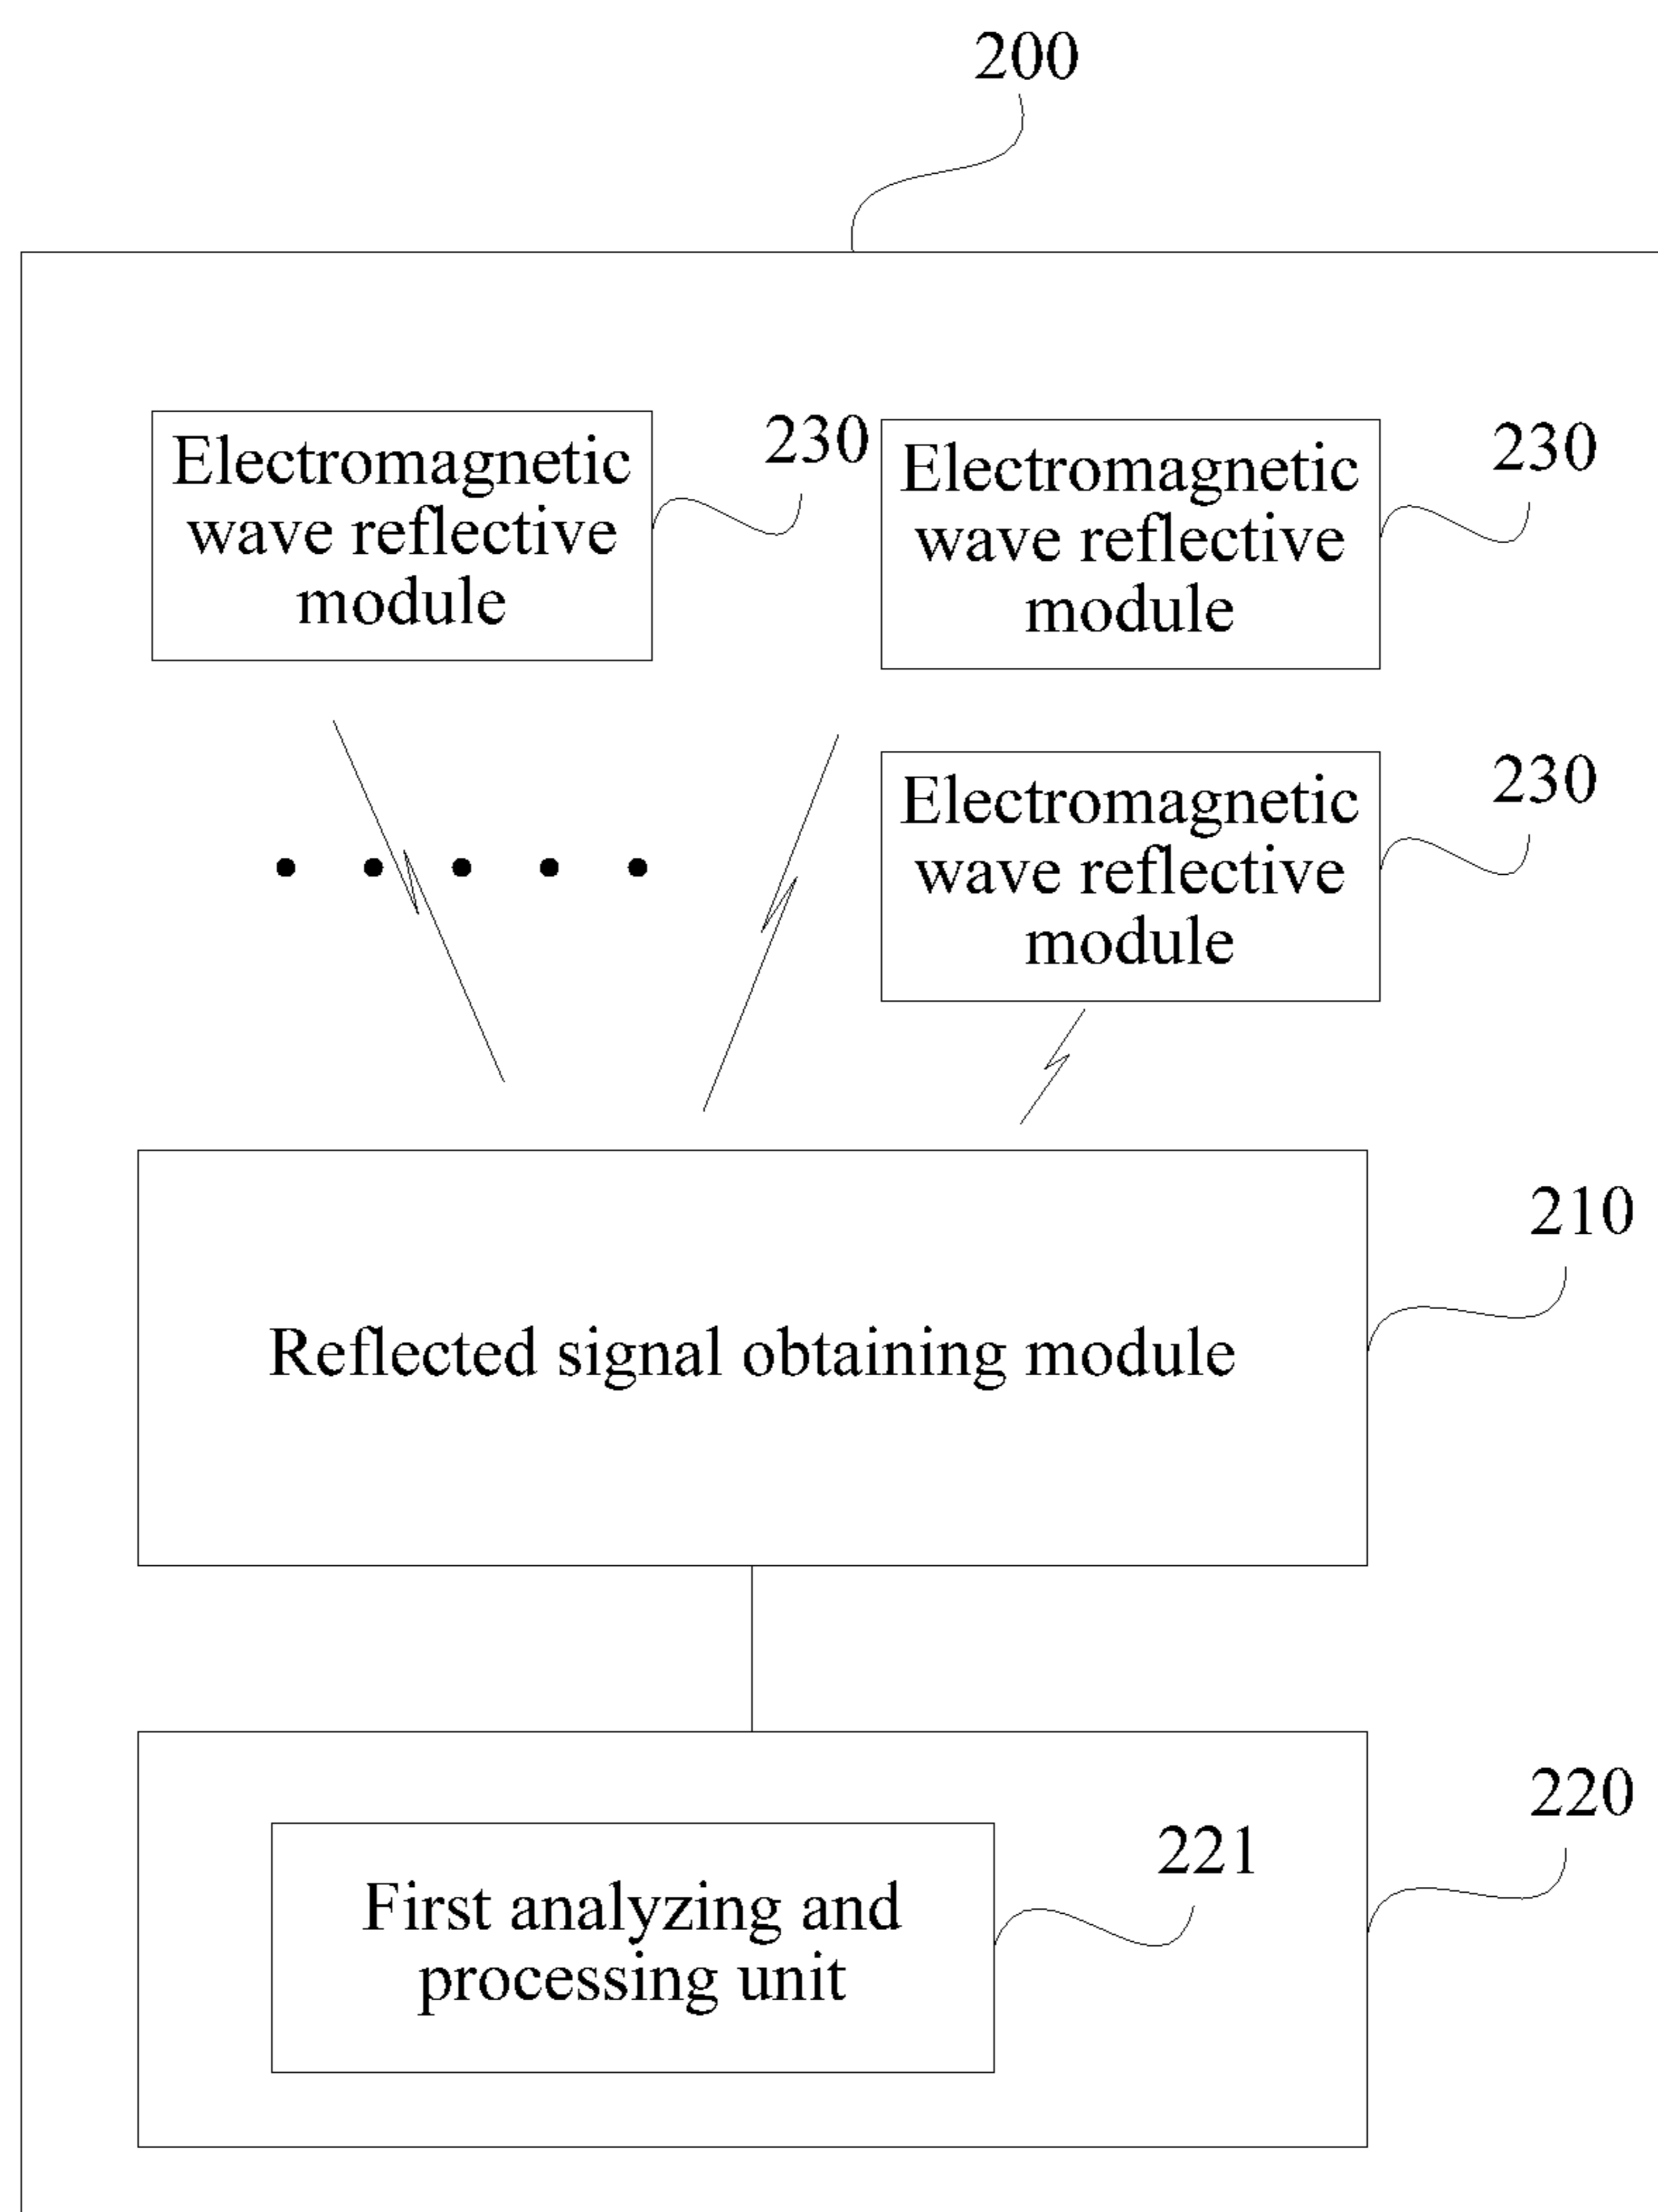 200
Electromagnetic
wave reflective
module
230
Electromagnetic
wave reflective
module
230
Electromagnetic
wave reflective
module
230
Reflected signal obtaining module
210
First analyzing and
processing unit
221
220